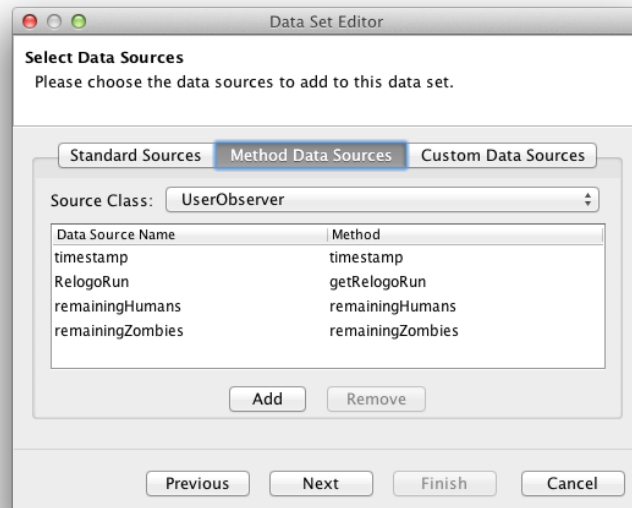 Data Set Editor
Select Data Sources
Please choose the data sources to add to this data set.
Standard Sources Method Data Sources Custom Data Sources
Source Class: UserObserver
Data Source Name Method
timestamp timestamp
RelogoRun getRelogoRun
remainingHumans remainingHumans
remainingZombies remainingZombies
Add Remove
Previous Next Finish Cancel